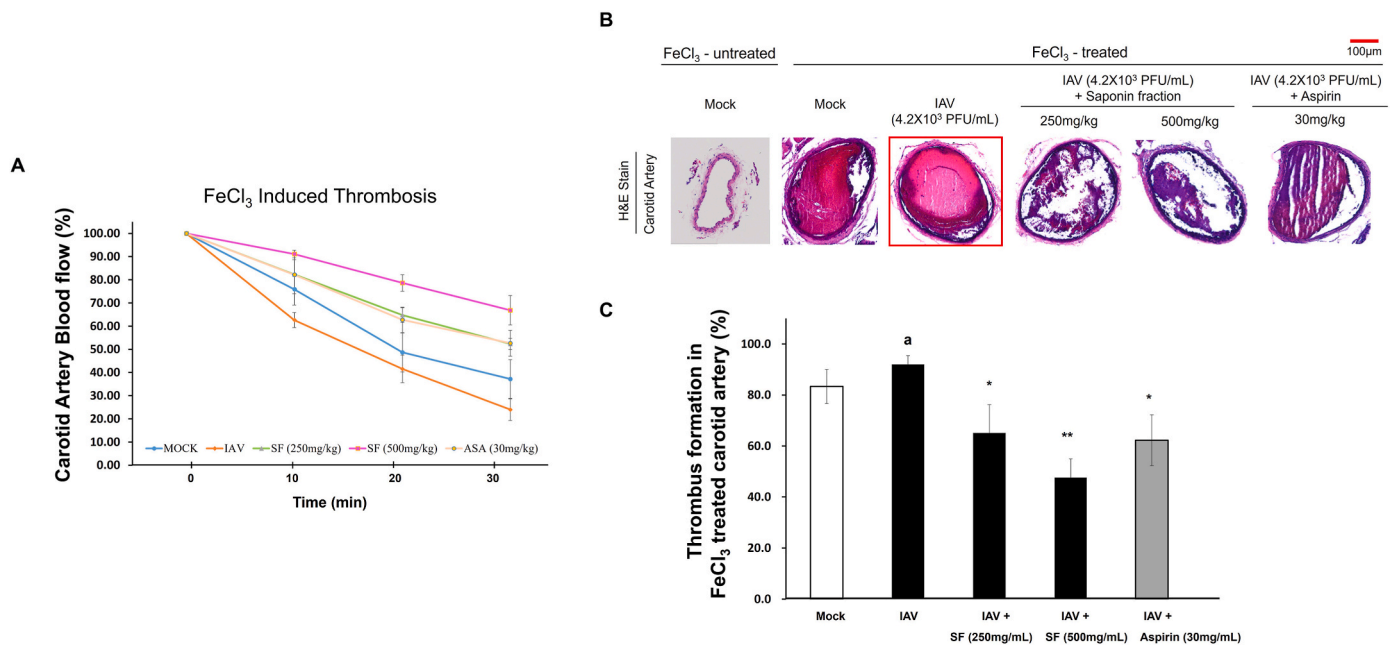 A
FeCl3 Induced Thrombosis
Carotid Artery Blood flow (%)
100.00
90.00
80.00
70.00
60.00
50.00
40.00
30.00
20.00
10.00
0.00
MOCK IAV SF (250mg/kg) SF (500mg/kg) ASA (30mg/kg)
0 10 20 30
Time (min)
B
FeCl3 - untreated
FeCl3 - treated
100μm
Mock
Mock
IAV
(4.2X10³ PFU/mL)
IAV (4.2X10³ PFU/mL)
+ Saponin fraction
250mg/kg 500mg/kg
IAV (4.2X10³ PFU/mL)
+ Aspirin
30mg/kg
H&E Stain
Carotid Artery
C
Thrombus formation in
FeCl3 treated carotid artery (%)
100.0
80.0
60.0
40.0
20.0
0.0
a
*
**
*
Mock
IAV
IAV +
SF (250mg/mL)
IAV +
SF (500mg/mL)
IAV +
Aspirin (30mg/mL)